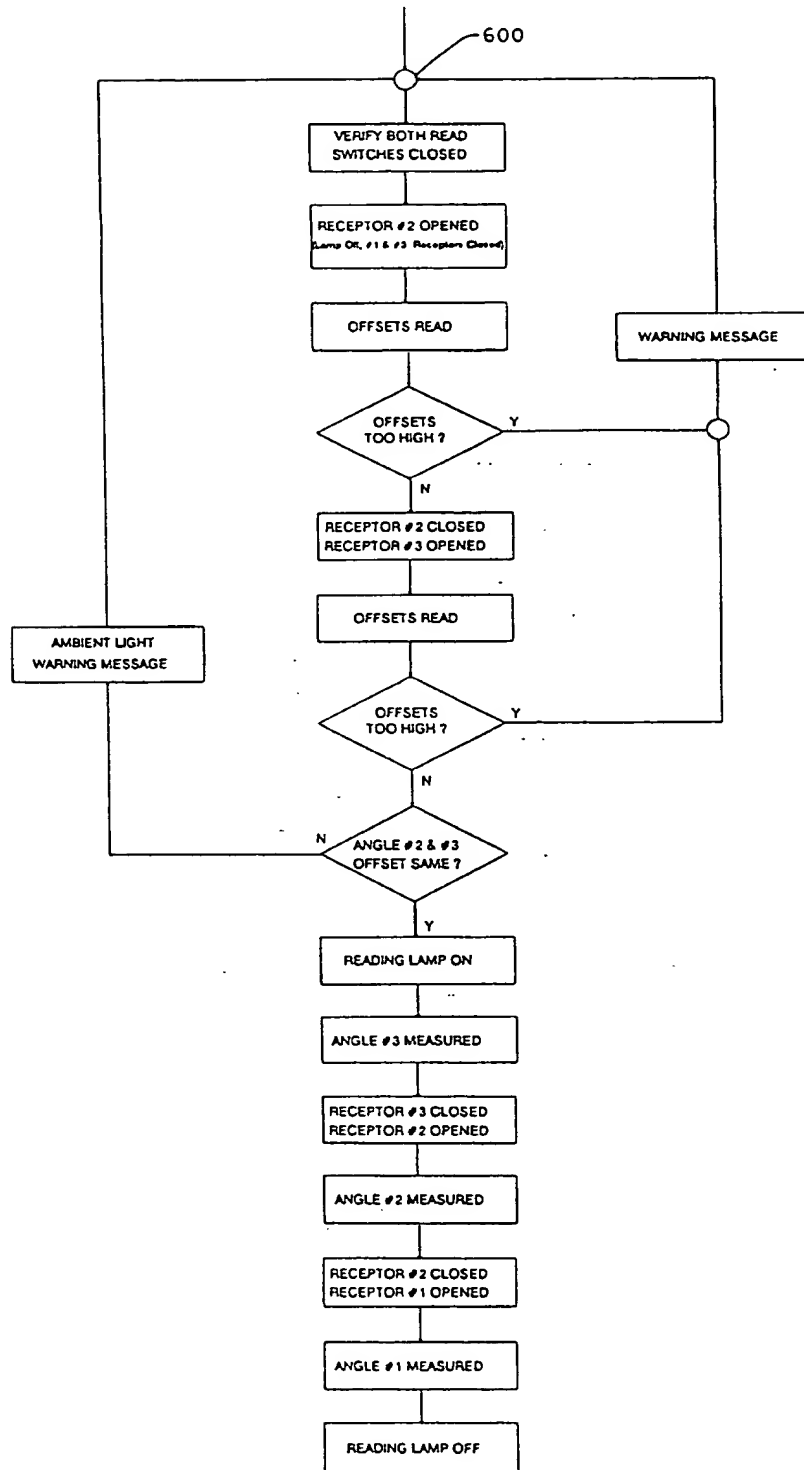 600
VERIFY BOTH READ
SWITCHES CLOSED
RECEPTOR #2 OPENED
(Lamp Off, #1 & #3 Receptors Closed)
OFFSETS READ
WARNING MESSAGE
OFFSETS
TOO HIGH ?
Y
N
RECEPTOR #2 CLOSED
RECEPTOR #3 OPENED
OFFSETS READ
AMBIENT LIGHT
WARNING MESSAGE
OFFSETS
TOO HIGH ?
Y
N
N
ANGLE #2 & #3
OFFSET SAME ?
Y
READING LAMP ON
ANGLE #3 MEASURED
RECEPTOR #3 CLOSED
RECEPTOR #2 OPENED
ANGLE #2 MEASURED
RECEPTOR #2 CLOSED
RECEPTOR #1 OPENED
ANGLE #1 MEASURED
READING LAMP OFF